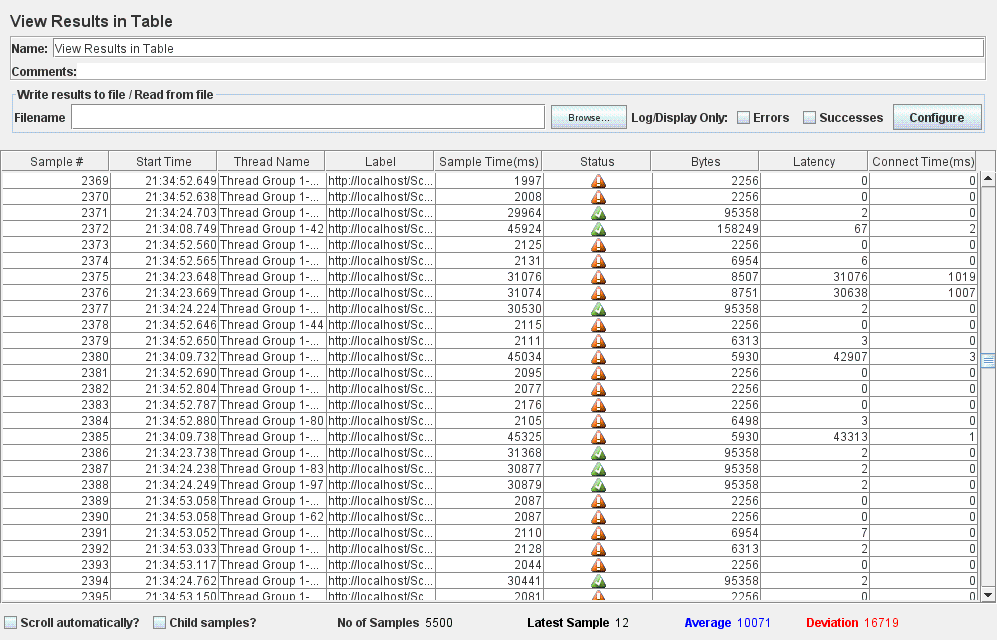 View Results in Table
Name: View Results in Table
Comments:
Write results to file / Read from file
Filename Browse... Log/Display Only: Errors Successes Configure
Sample # Start Time Thread Name Label Sample Time(ms) Status Bytes Latency Connect Time(ms)
2369 21:34:52.649 Thread Group 1-... http://localhost/Sc... 1997 2256 0 0
2370 21:34:52.638 Thread Group 1-... http://localhost/Sc... 2008 2256 0 0
2371 21:34:24.703 Thread Group 1-... http://localhost/Sc... 29964 95358 2 0
2372 21:34:08.749 Thread Group 1-42 http://localhost/Sc... 45924 158249 67 2
2373 21:34:52.560 Thread Group 1-... http://localhost/Sc... 2125 2256 0 0
2374 21:34:52.565 Thread Group 1-... http://localhost/Sc... 2131 6954 6 0
2375 21:34:23.648 Thread Group 1-... http://localhost/Sc... 31076 8507 31076 1019
2376 21:34:23.669 Thread Group 1-... http://localhost/Sc... 31074 8751 30638 1007
2377 21:34:24.224 Thread Group 1-... http://localhost/Sc... 30530 95358 2 0
2378 21:34:52.646 Thread Group 1-44 http://localhost/Sc... 2115 2256 0 0
2379 21:34:52.650 Thread Group 1-... http://localhost/Sc... 2111 6313 3 0
2380 21:34:09.732 Thread Group 1-... http://localhost/Sc... 45034 5930 42907 3
2381 21:34:52.690 Thread Group 1-... http://localhost/Sc... 2095 2256 0 0
2382 21:34:52.804 Thread Group 1-... http://localhost/Sc... 2077 2256 0 0
2383 21:34:52.787 Thread Group 1-... http://localhost/Sc... 2176 2256 0 0
2384 21:34:52.880 Thread Group 1-80 http://localhost/Sc... 2105 6498 3 0
2385 21:34:09.738 Thread Group 1-... http://localhost/Sc... 45325 5930 43313 1
2386 21:34:23.738 Thread Group 1-... http://localhost/Sc... 31368 95358 2 0
2387 21:34:24.238 Thread Group 1-83 http://localhost/Sc... 30877 95358 2 0
2388 21:34:24.249 Thread Group 1-97 http://localhost/Sc... 30879 95358 2 0
2389 21:34:53.058 Thread Group 1-... http://localhost/Sc... 2087 2256 0 0
2390 21:34:53.058 Thread Group 1-62 http://localhost/Sc... 2087 2256 0 0
2391 21:34:53.052 Thread Group 1-... http://localhost/Sc... 2110 6954 7 0
2392 21:34:53.033 Thread Group 1-... http://localhost/Sc... 2128 6313 2 0
2393 21:34:53.117 Thread Group 1-... http://localhost/Sc... 2044 2256 0 0
2394 21:34:24.762 Thread Group 1-... http://localhost/Sc... 30441 95358 2 0
2395 21:34:53.150 Thread Group 1-... http://localhost/Sc... 2081 2256 0 0
Scroll automatically? Child samples? No of Samples 5500 Latest Sample 12 Average 10071 Deviation 16719